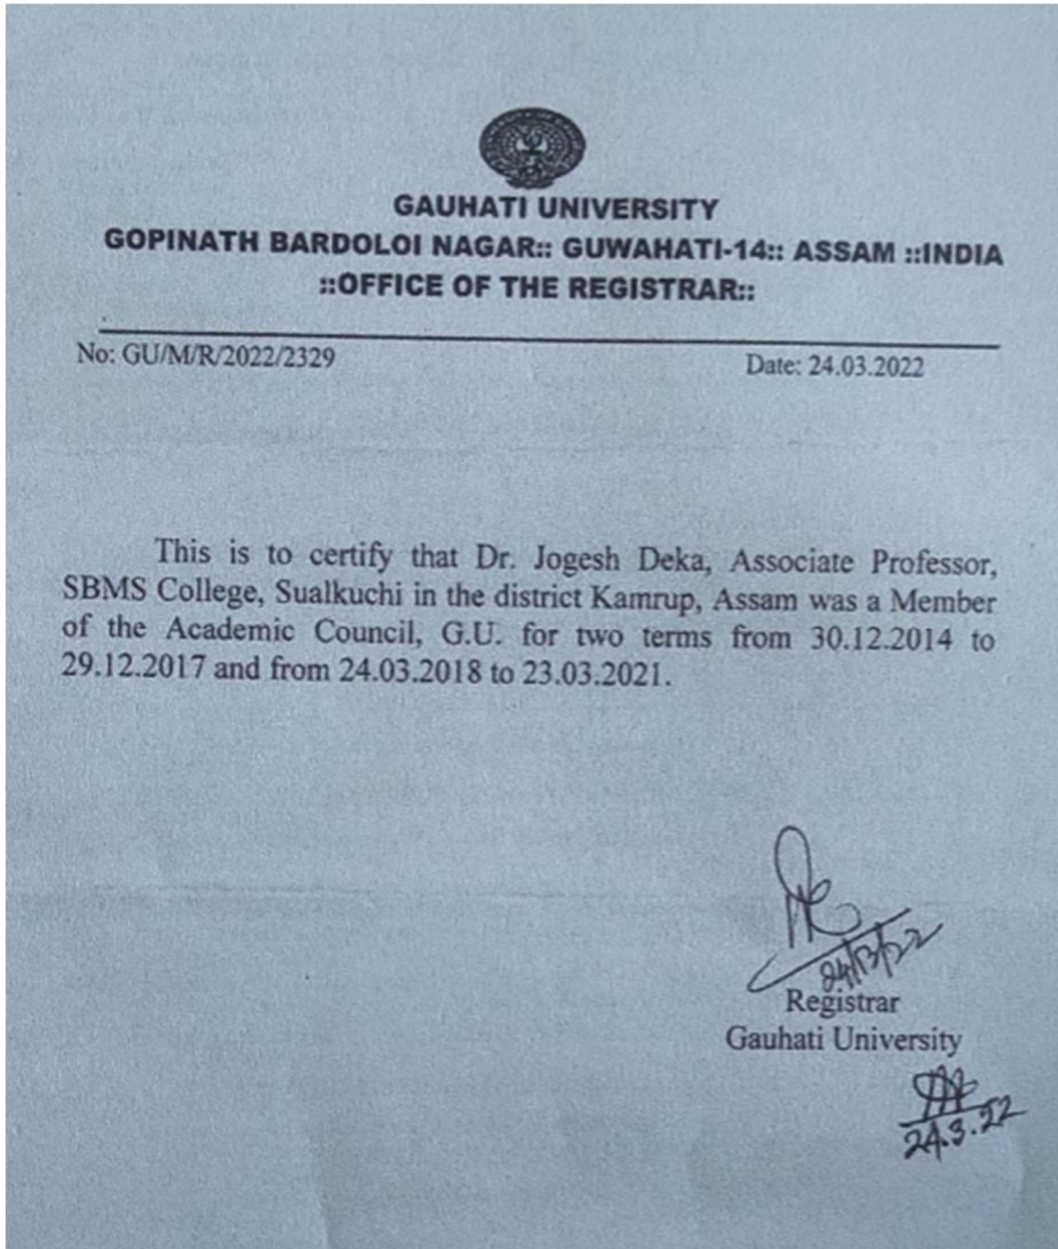 GAUHATI UNIVERSITY
GOPINATH BARDOLOI NAGAR:: GUWAHATI-14:: ASSAM ::INDIA
::OFFICE OF THE REGISTRAR::
No: GU/M/R/2022/2329
Date: 24.03.2022
This is to certify that Dr. Jogesh Deka, Associate Professor,
SBMS College, Sualkuchi in the district Kamrup, Assam was a Member
of the Academic Council, G.U. for two terms from 30.12.2014 to
29.12.2017 and from 24.03.2018 to 23.03.2021.
24/3/22
Registrar
Gauhati University
24.3.22